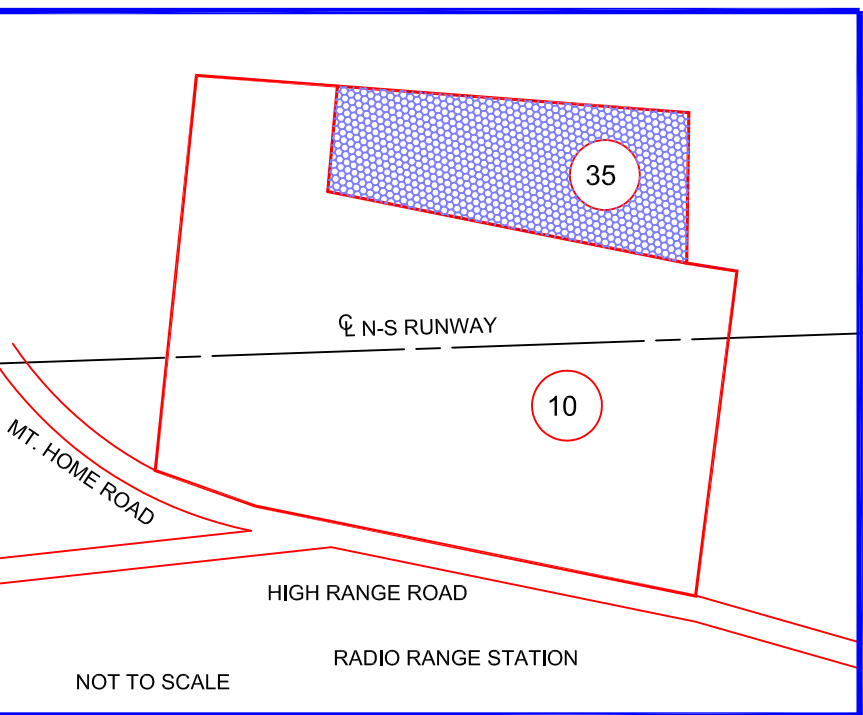 35
℄ N-S RUNWAY
10
MT. HOME ROAD
HIGH RANGE ROAD
RADIO RANGE STATION
NOT TO SCALE